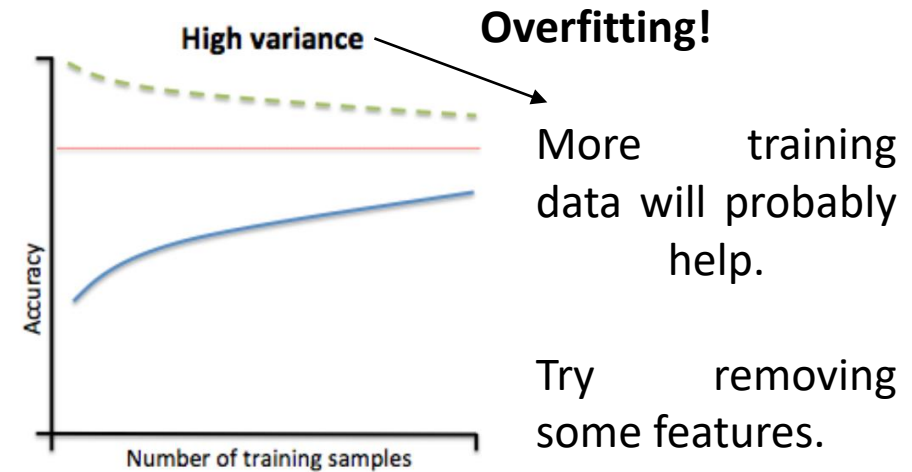 High variance
Overfitting!
More training
data will probably
help.
Try removing
some features.
Accuracy
Number of training samples